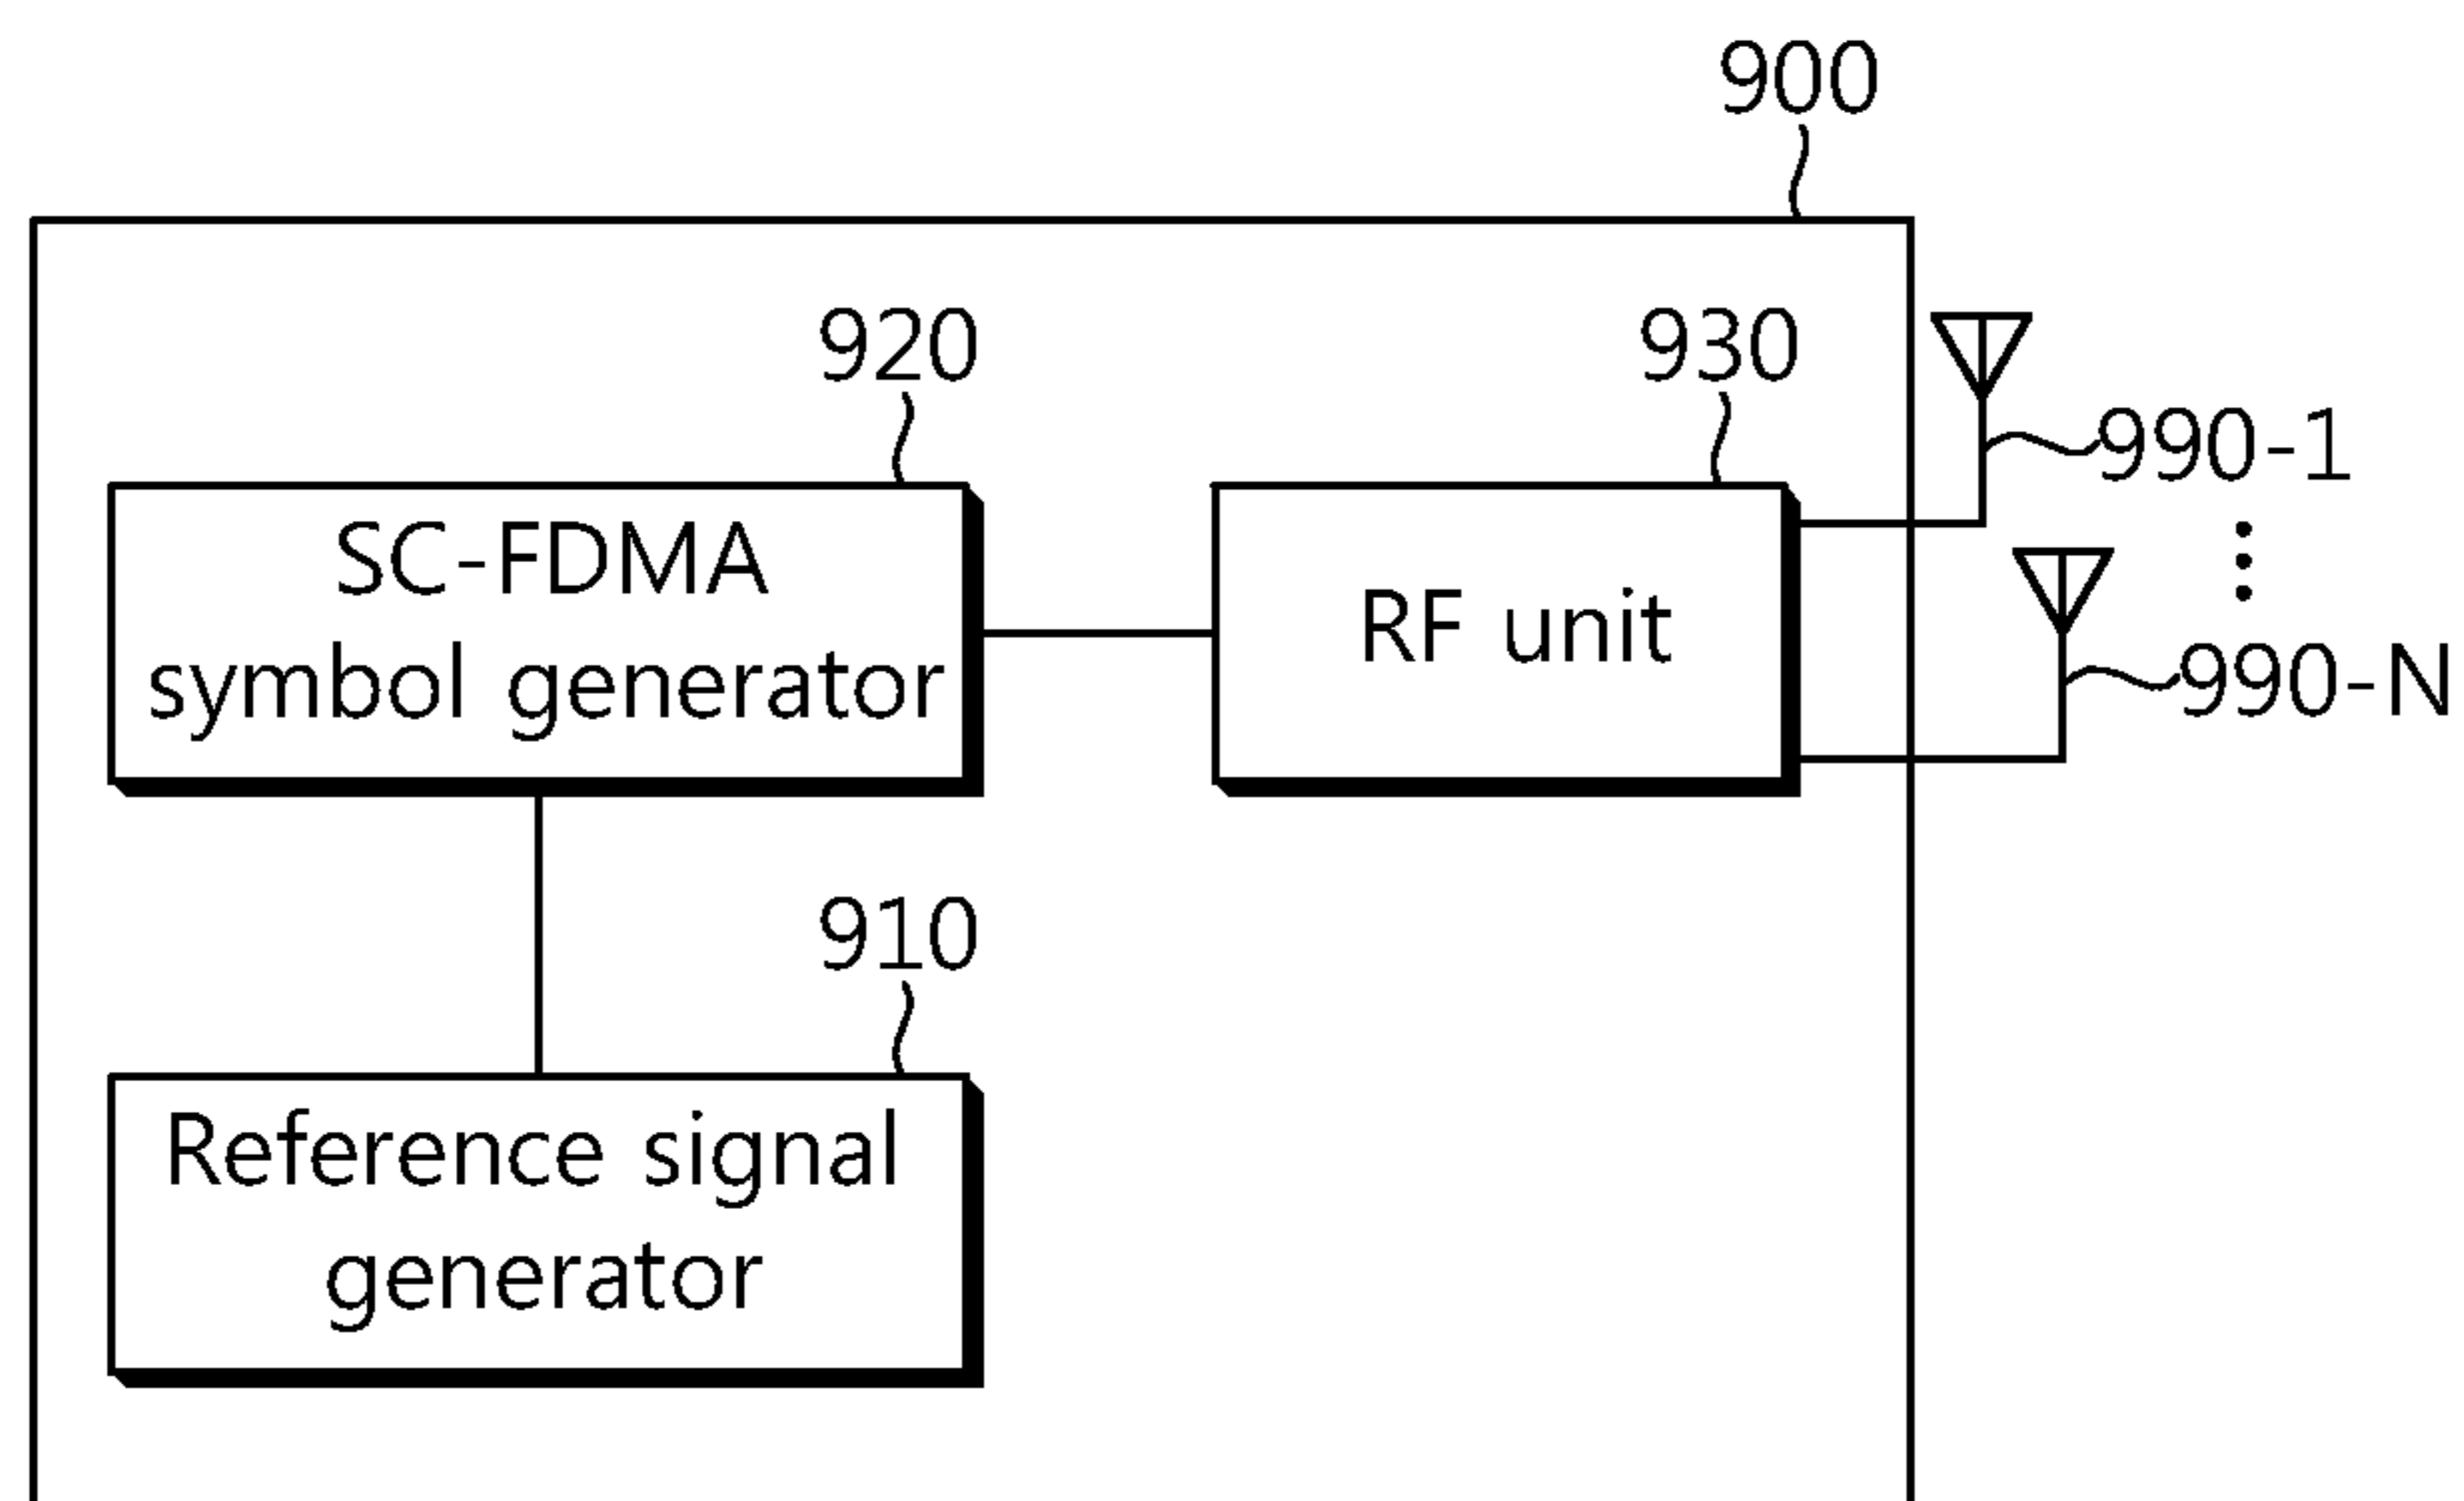 900
920
930
990-1
SC-FDMA
symbol generator
RF unit
990-N
910
Reference signal
generator